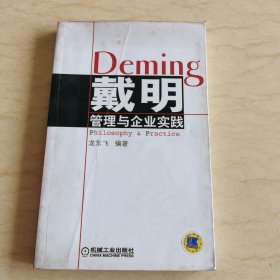 Deming
戴明
管理与企业实践
Philosophy & Practice
龙东飞 编著
机械工业出版社
CHINA MACHINE PRESS